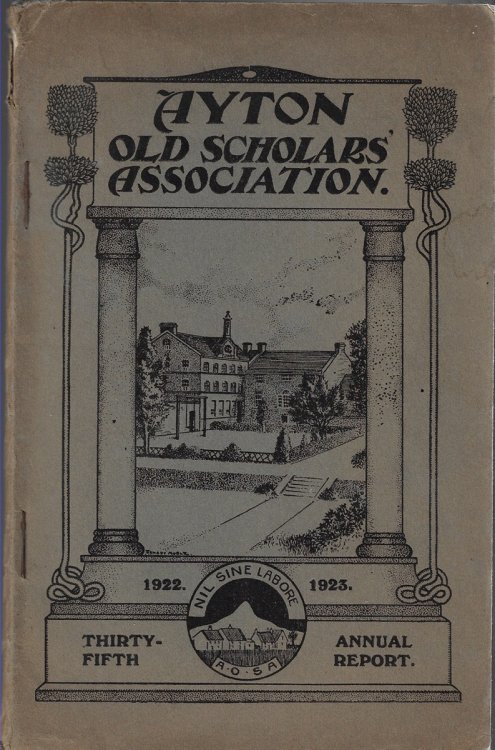 AYTON
OLD SCHOLARS'
ASSOCIATION.
1922.
1923.
NIL SINE LABORE
A·O·S·A
THIRTY-
FIFTH
ANNUAL
REPORT.